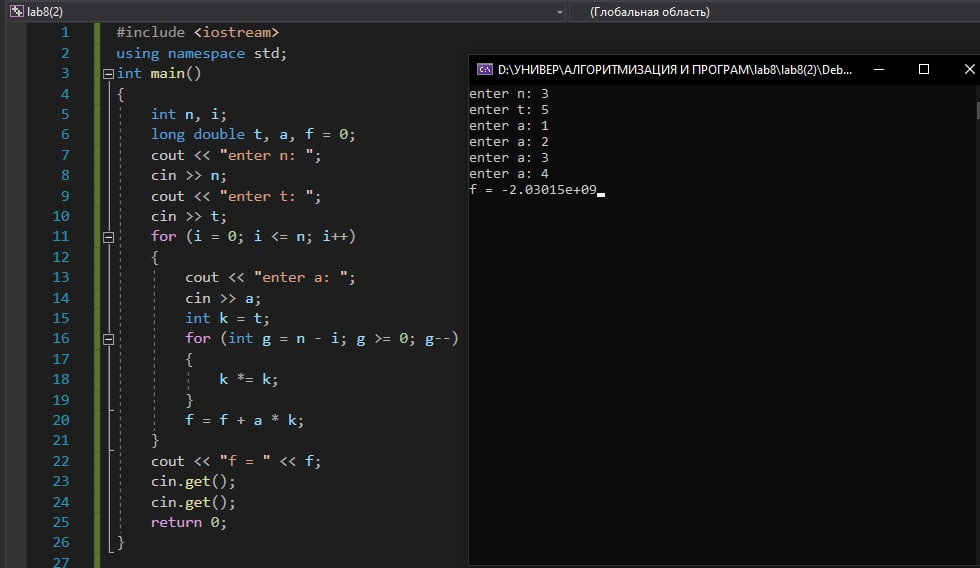 lab8(2) (Глобальная область)
1 #include <iostream>
2 using namespace std;
3 int main()
4 {
5 int n, i;
6 long double t, a, f = 0;
7 cout << "enter n: ";
8 cin >> n;
9 cout << "enter t: ";
10 cin >> t;
11 for (i = 0; i <= n; i++)
12 {
13 cout << "enter a: ";
14 cin >> a;
15 int k = t;
16 for (int g = n - i; g >= 0; g--)
17 {
18 k *= k;
19 }
20 f = f + a * k;
21 }
22 cout << "f = " << f;
23 cin.get();
24 cin.get();
25 return 0;
26 }
27
D:\УНИВЕР\АЛГОРИТМИЗАЦИЯ И ПРОГРАМ\lab8\lab8(2)\Deb...
enter n: 3
enter t: 5
enter a: 1
enter a: 2
enter a: 3
enter a: 4
f = -2.03015e+09